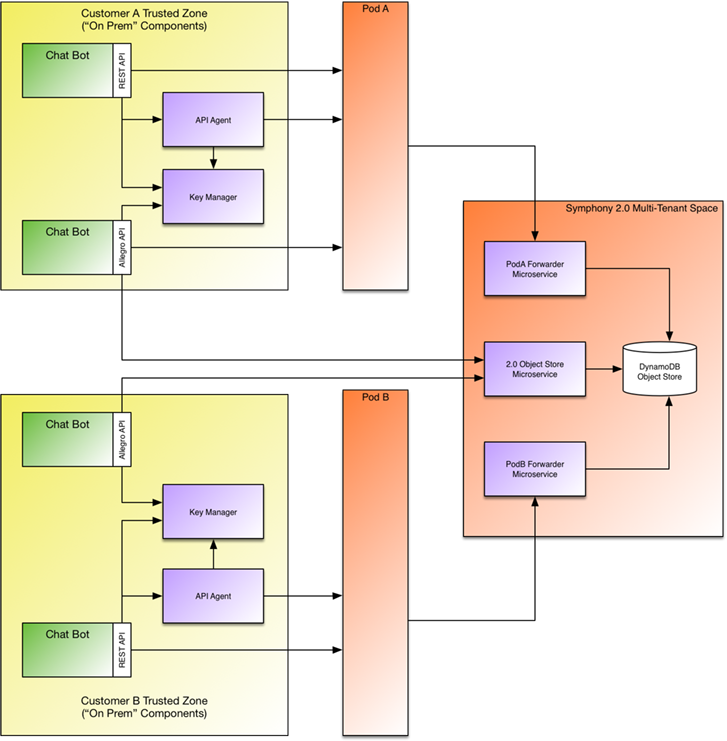 Customer A Trusted Zone
(“On Prem” Components)
Pod A
Chat Bot
REST API
API Agent
Key Manager
Chat Bot
Allegro API
Symphony 2.0 Multi-Tenant Space
PodA Forwarder
Microservice
2.0 Object Store
Microservice
DynamoDB
Object Store
PodB Forwarder
Microservice
Pod B
Chat Bot
Allegro API
Key Manager
API Agent
Chat Bot
REST API
Customer B Trusted Zone
(“On Prem” Components)